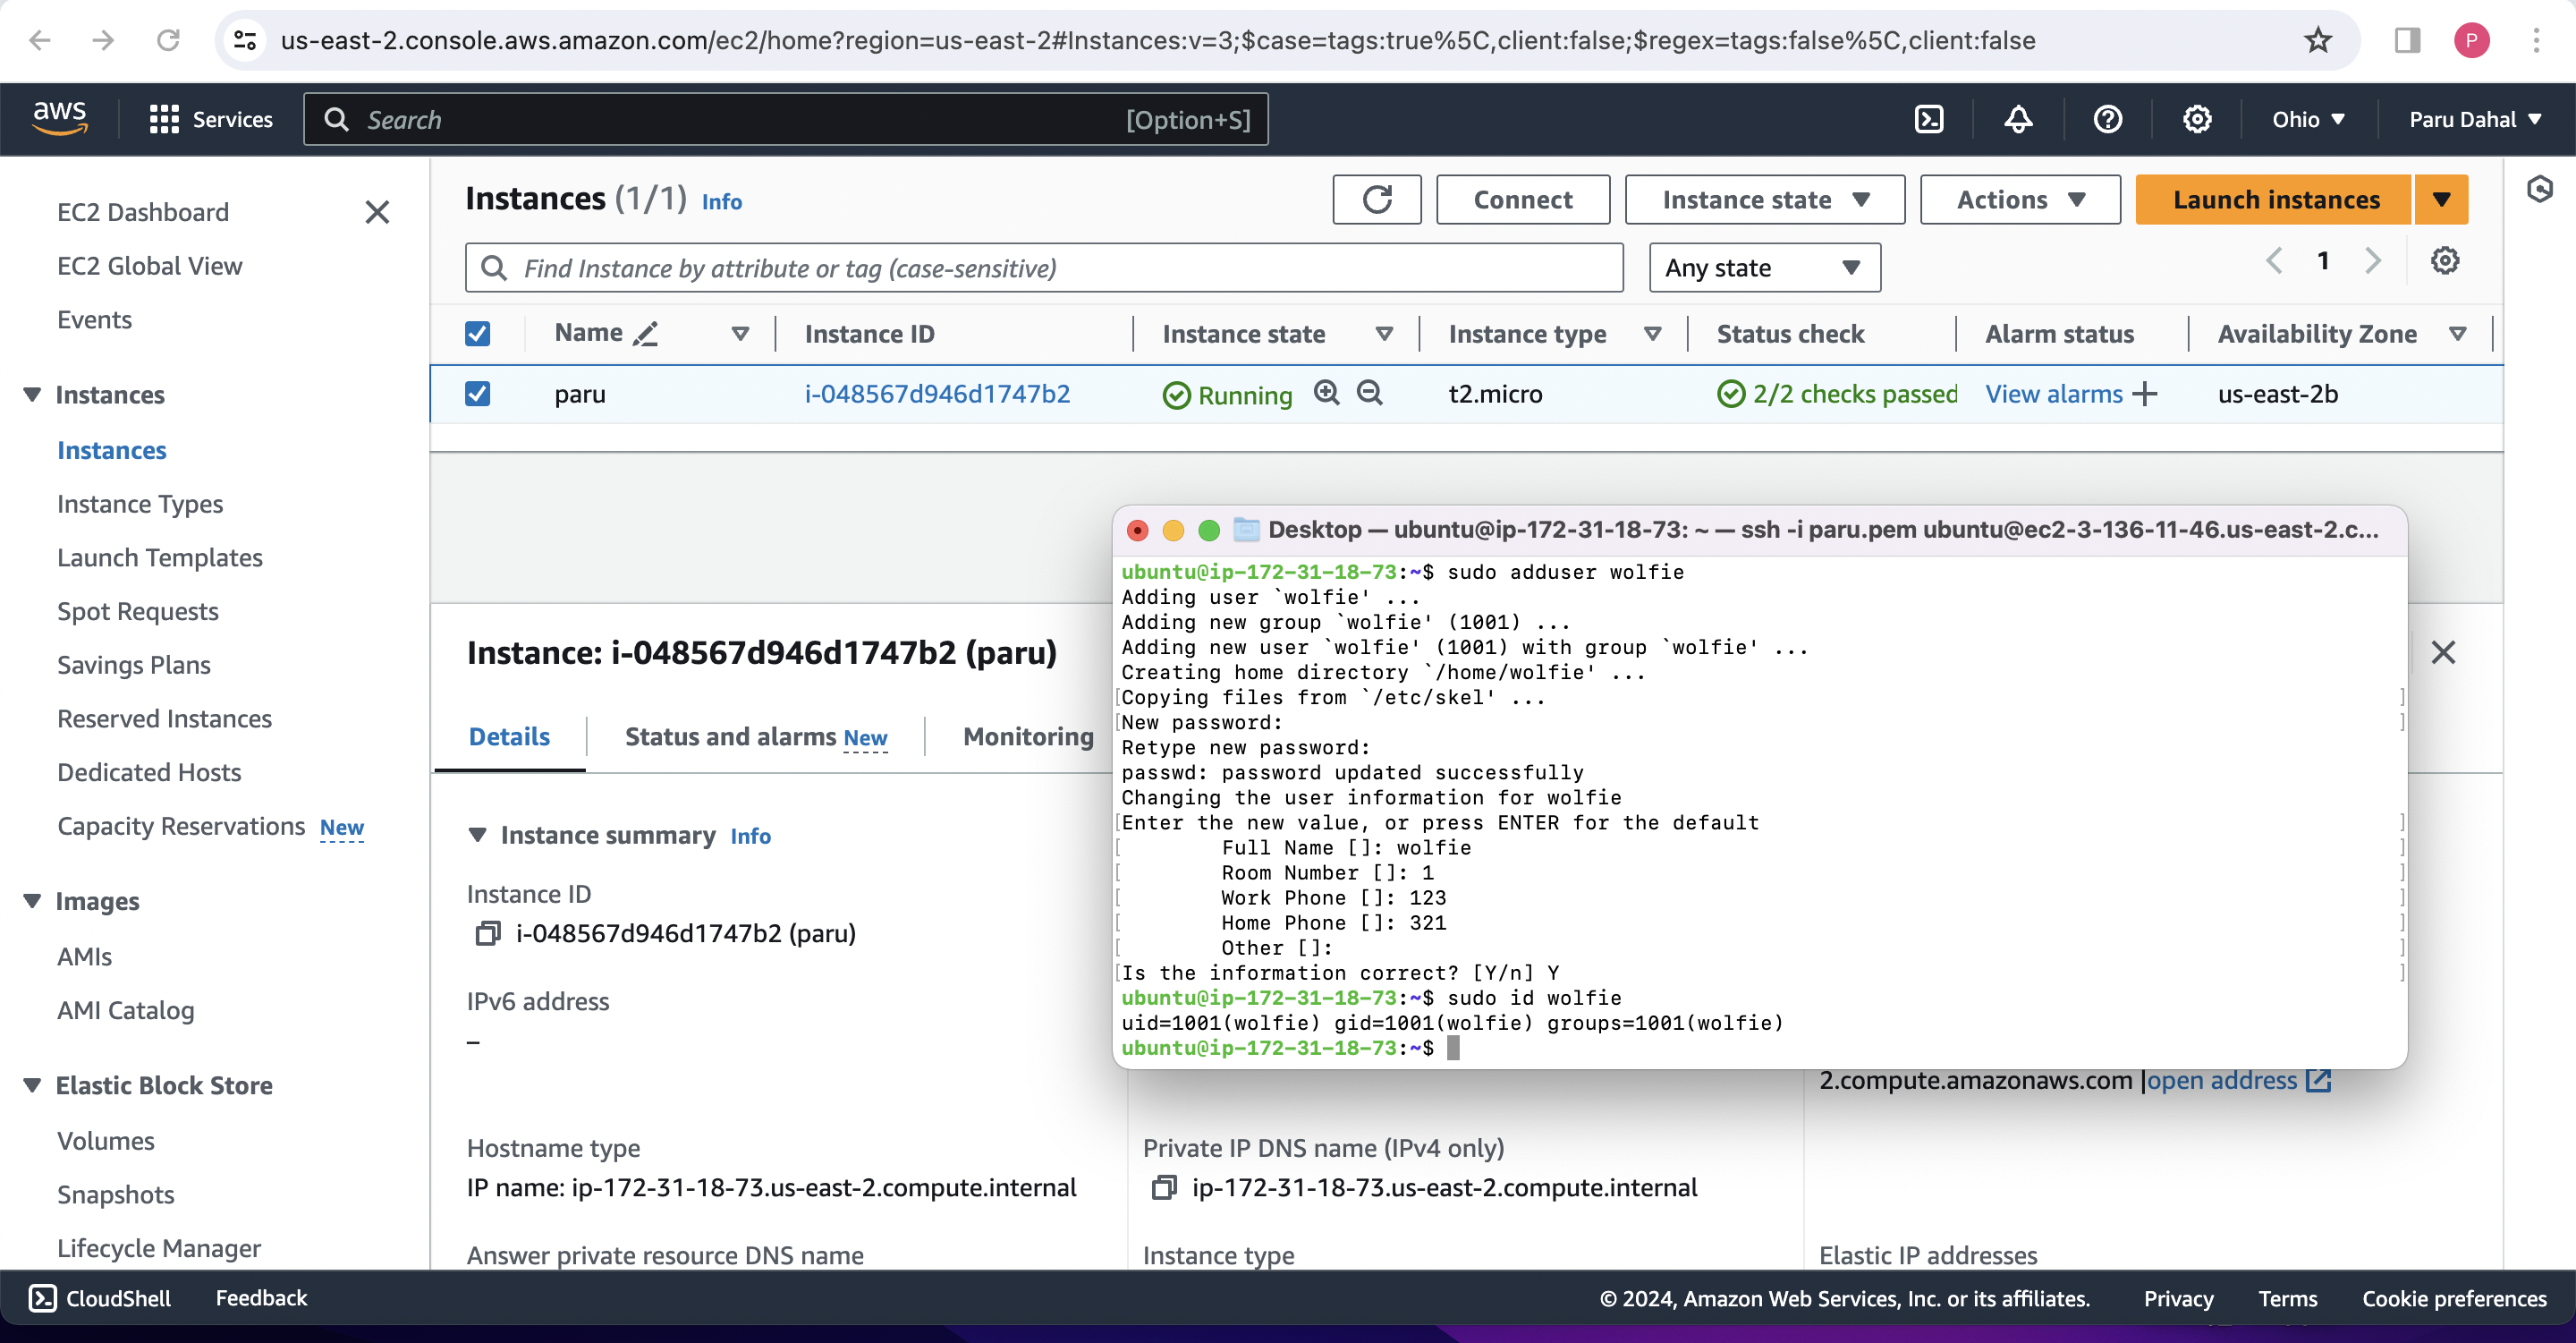 us-east-2.console.aws.amazon.com/ec2/home?region=us-east-2#Instances:v=3;$case=tags:true%5C,client:false;$regex=tags:false%5C,client:false
P
aws
Services
Search
[Option+S]
Ohio
Paru Dahal
EC2 Dashboard
EC2 Global View
Events
Instances
Instances
Instance Types
Launch Templates
Spot Requests
Savings Plans
Reserved Instances
Dedicated Hosts
Capacity Reservations New
Images
AMIs
AMI Catalog
Elastic Block Store
Volumes
Snapshots
Lifecycle Manager
Instances (1/1) Info
Connect
Instance state
Actions
Launch instances
Find Instance by attribute or tag (case-sensitive)
Any state
1
Name Instance ID Instance state Instance type Status check Alarm status Availability Zone
paru i-048567d946d1747b2 Running t2.micro 2/2 checks passed View alarms us-east-2b
Instance: i-048567d946d1747b2 (paru)
Details
Status and alarms New
Monitoring
Instance summary Info
Instance ID
i-048567d946d1747b2 (paru)
IPv6 address
–
2.compute.amazonaws.com |open address
Hostname type
IP name: ip-172-31-18-73.us-east-2.compute.internal
Private IP DNS name (IPv4 only)
ip-172-31-18-73.us-east-2.compute.internal
Answer private resource DNS name
Instance type
Elastic IP addresses
Desktop — ubuntu@ip-172-31-18-73: ~ — ssh -i paru.pem ubuntu@ec2-3-136-11-46.us-east-2.c...
ubuntu@ip-172-31-18-73:~$ sudo adduser wolfie
Adding user `wolfie' ...
Adding new group `wolfie' (1001) ...
Adding new user `wolfie' (1001) with group `wolfie' ...
Creating home directory `/home/wolfie' ...
[Copying files from `/etc/skel' ... ]
[New password: ]
Retype new password:
passwd: password updated successfully
Changing the user information for wolfie
[Enter the new value, or press ENTER for the default ]
[ Full Name []: wolfie ]
[ Room Number []: 1 ]
[ Work Phone []: 123 ]
[ Home Phone []: 321 ]
[ Other []: ]
[Is the information correct? [Y/n] Y ]
ubuntu@ip-172-31-18-73:~$ sudo id wolfie
uid=1001(wolfie) gid=1001(wolfie) groups=1001(wolfie)
ubuntu@ip-172-31-18-73:~$
CloudShell
Feedback
© 2024, Amazon Web Services, Inc. or its affiliates.
Privacy
Terms
Cookie preferences